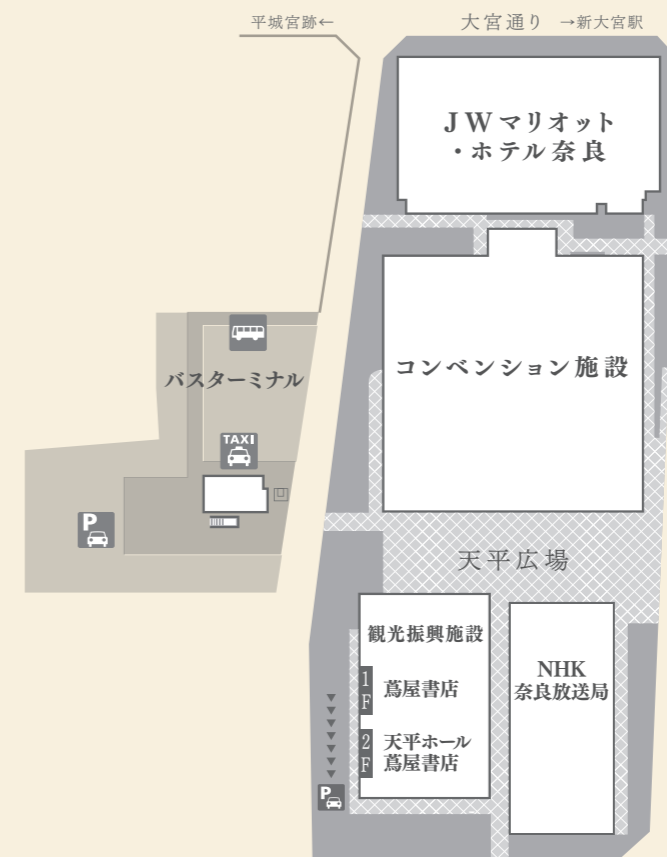 平城宮跡←
大宮通り →新大宮駅
JWマリオット
・ホテル奈良
コンベンション施設
バスターミナル
TAXI
P
天平広場
観光振興施設
1F 蔦屋書店
2F 天平ホール
蔦屋書店
NHK
奈良放送局
P